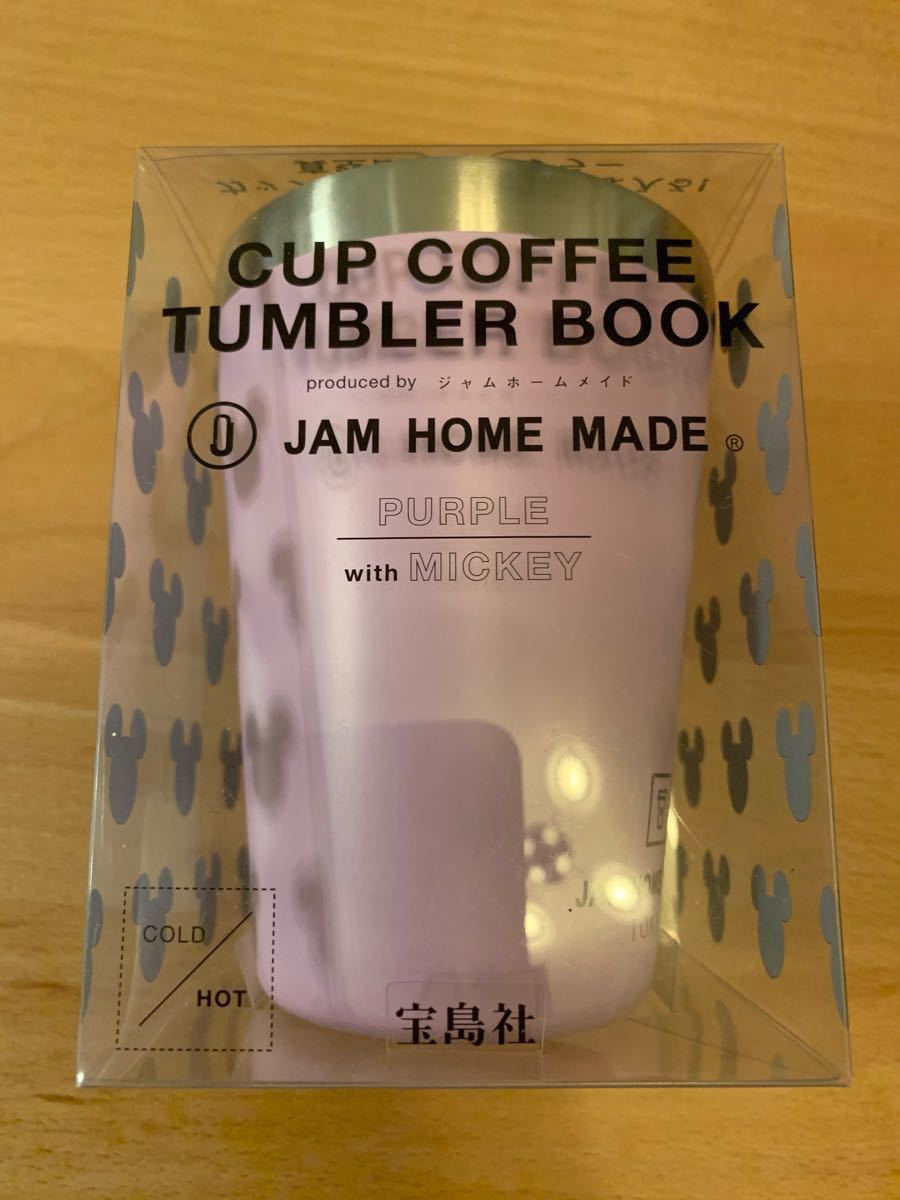 CUP COFFEE
TUMBLER BOOK
produced by ジャムホームメイド
JAM HOME MADE ®
PURPLE
with MICKEY
COLD
HOT
宝島社